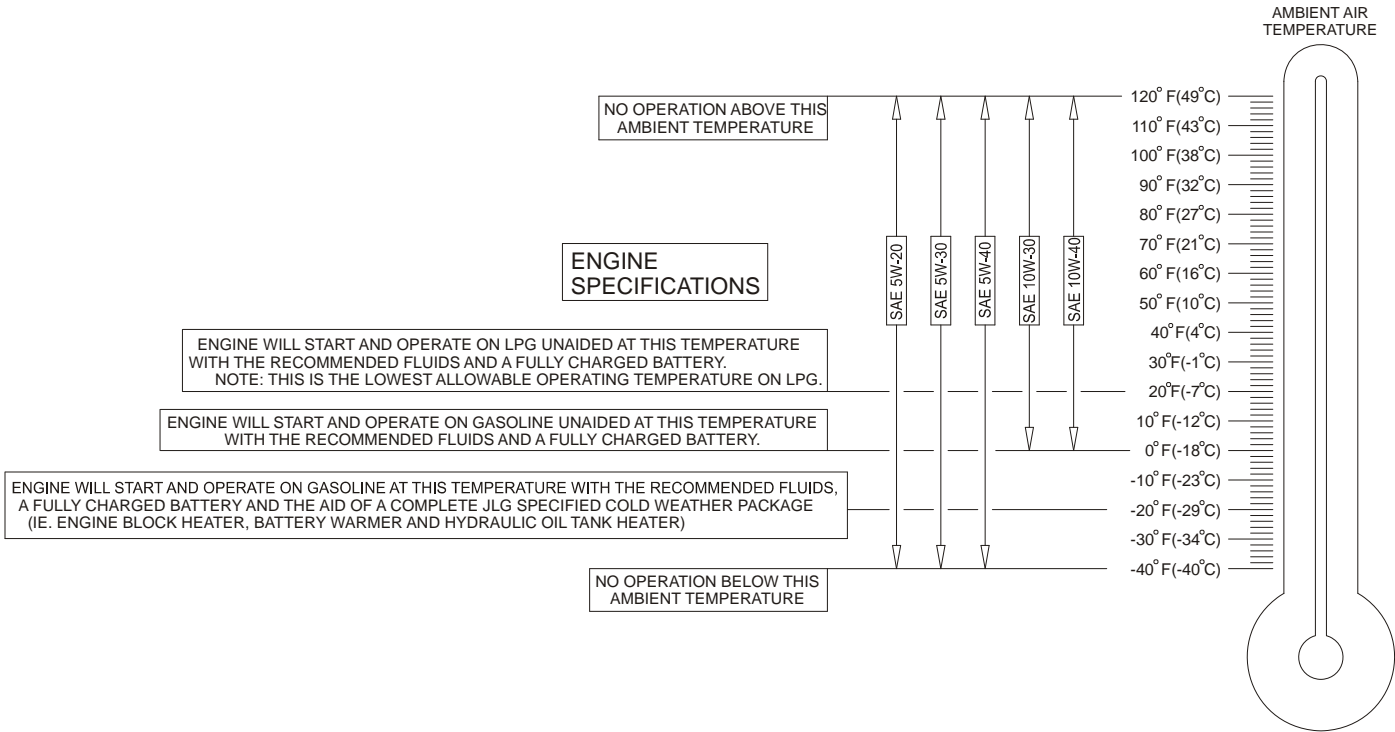 AMBIENT AIR
TEMPERATURE
NO OPERATION ABOVE THIS
AMBIENT TEMPERATURE
120° F(49°C)
110° F(43°C)
100° F(38°C)
90° F(32°C)
80° F(27°C)
70° F(21°C)
60° F(16°C)
50° F(10°C)
40°F(4°C)
30°F(-1°C)
20°F(-7°C)
10° F(-12°C)
0° F(-18°C)
-10° F(-23°C)
-20° F(-29°C)
-30° F(-34°C)
-40° F(-40°C)
SAE 5W-20
SAE 5W-30
SAE 5W-40
SAE 10W-30
SAE 10W-40
ENGINE
SPECIFICATIONS
ENGINE WILL START AND OPERATE ON LPG UNAIDED AT THIS TEMPERATURE
WITH THE RECOMMENDED FLUIDS AND A FULLY CHARGED BATTERY.
NOTE: THIS IS THE LOWEST ALLOWABLE OPERATING TEMPERATURE ON LPG.
ENGINE WILL START AND OPERATE ON GASOLINE UNAIDED AT THIS TEMPERATURE
WITH THE RECOMMENDED FLUIDS AND A FULLY CHARGED BATTERY.
ENGINE WILL START AND OPERATE ON GASOLINE AT THIS TEMPERATURE WITH THE RECOMMENDED FLUIDS,
A FULLY CHARGED BATTERY AND THE AID OF A COMPLETE JLG SPECIFIED COLD WEATHER PACKAGE
(IE. ENGINE BLOCK HEATER, BATTERY WARMER AND HYDRAULIC OIL TANK HEATER)
NO OPERATION BELOW THIS
AMBIENT TEMPERATURE